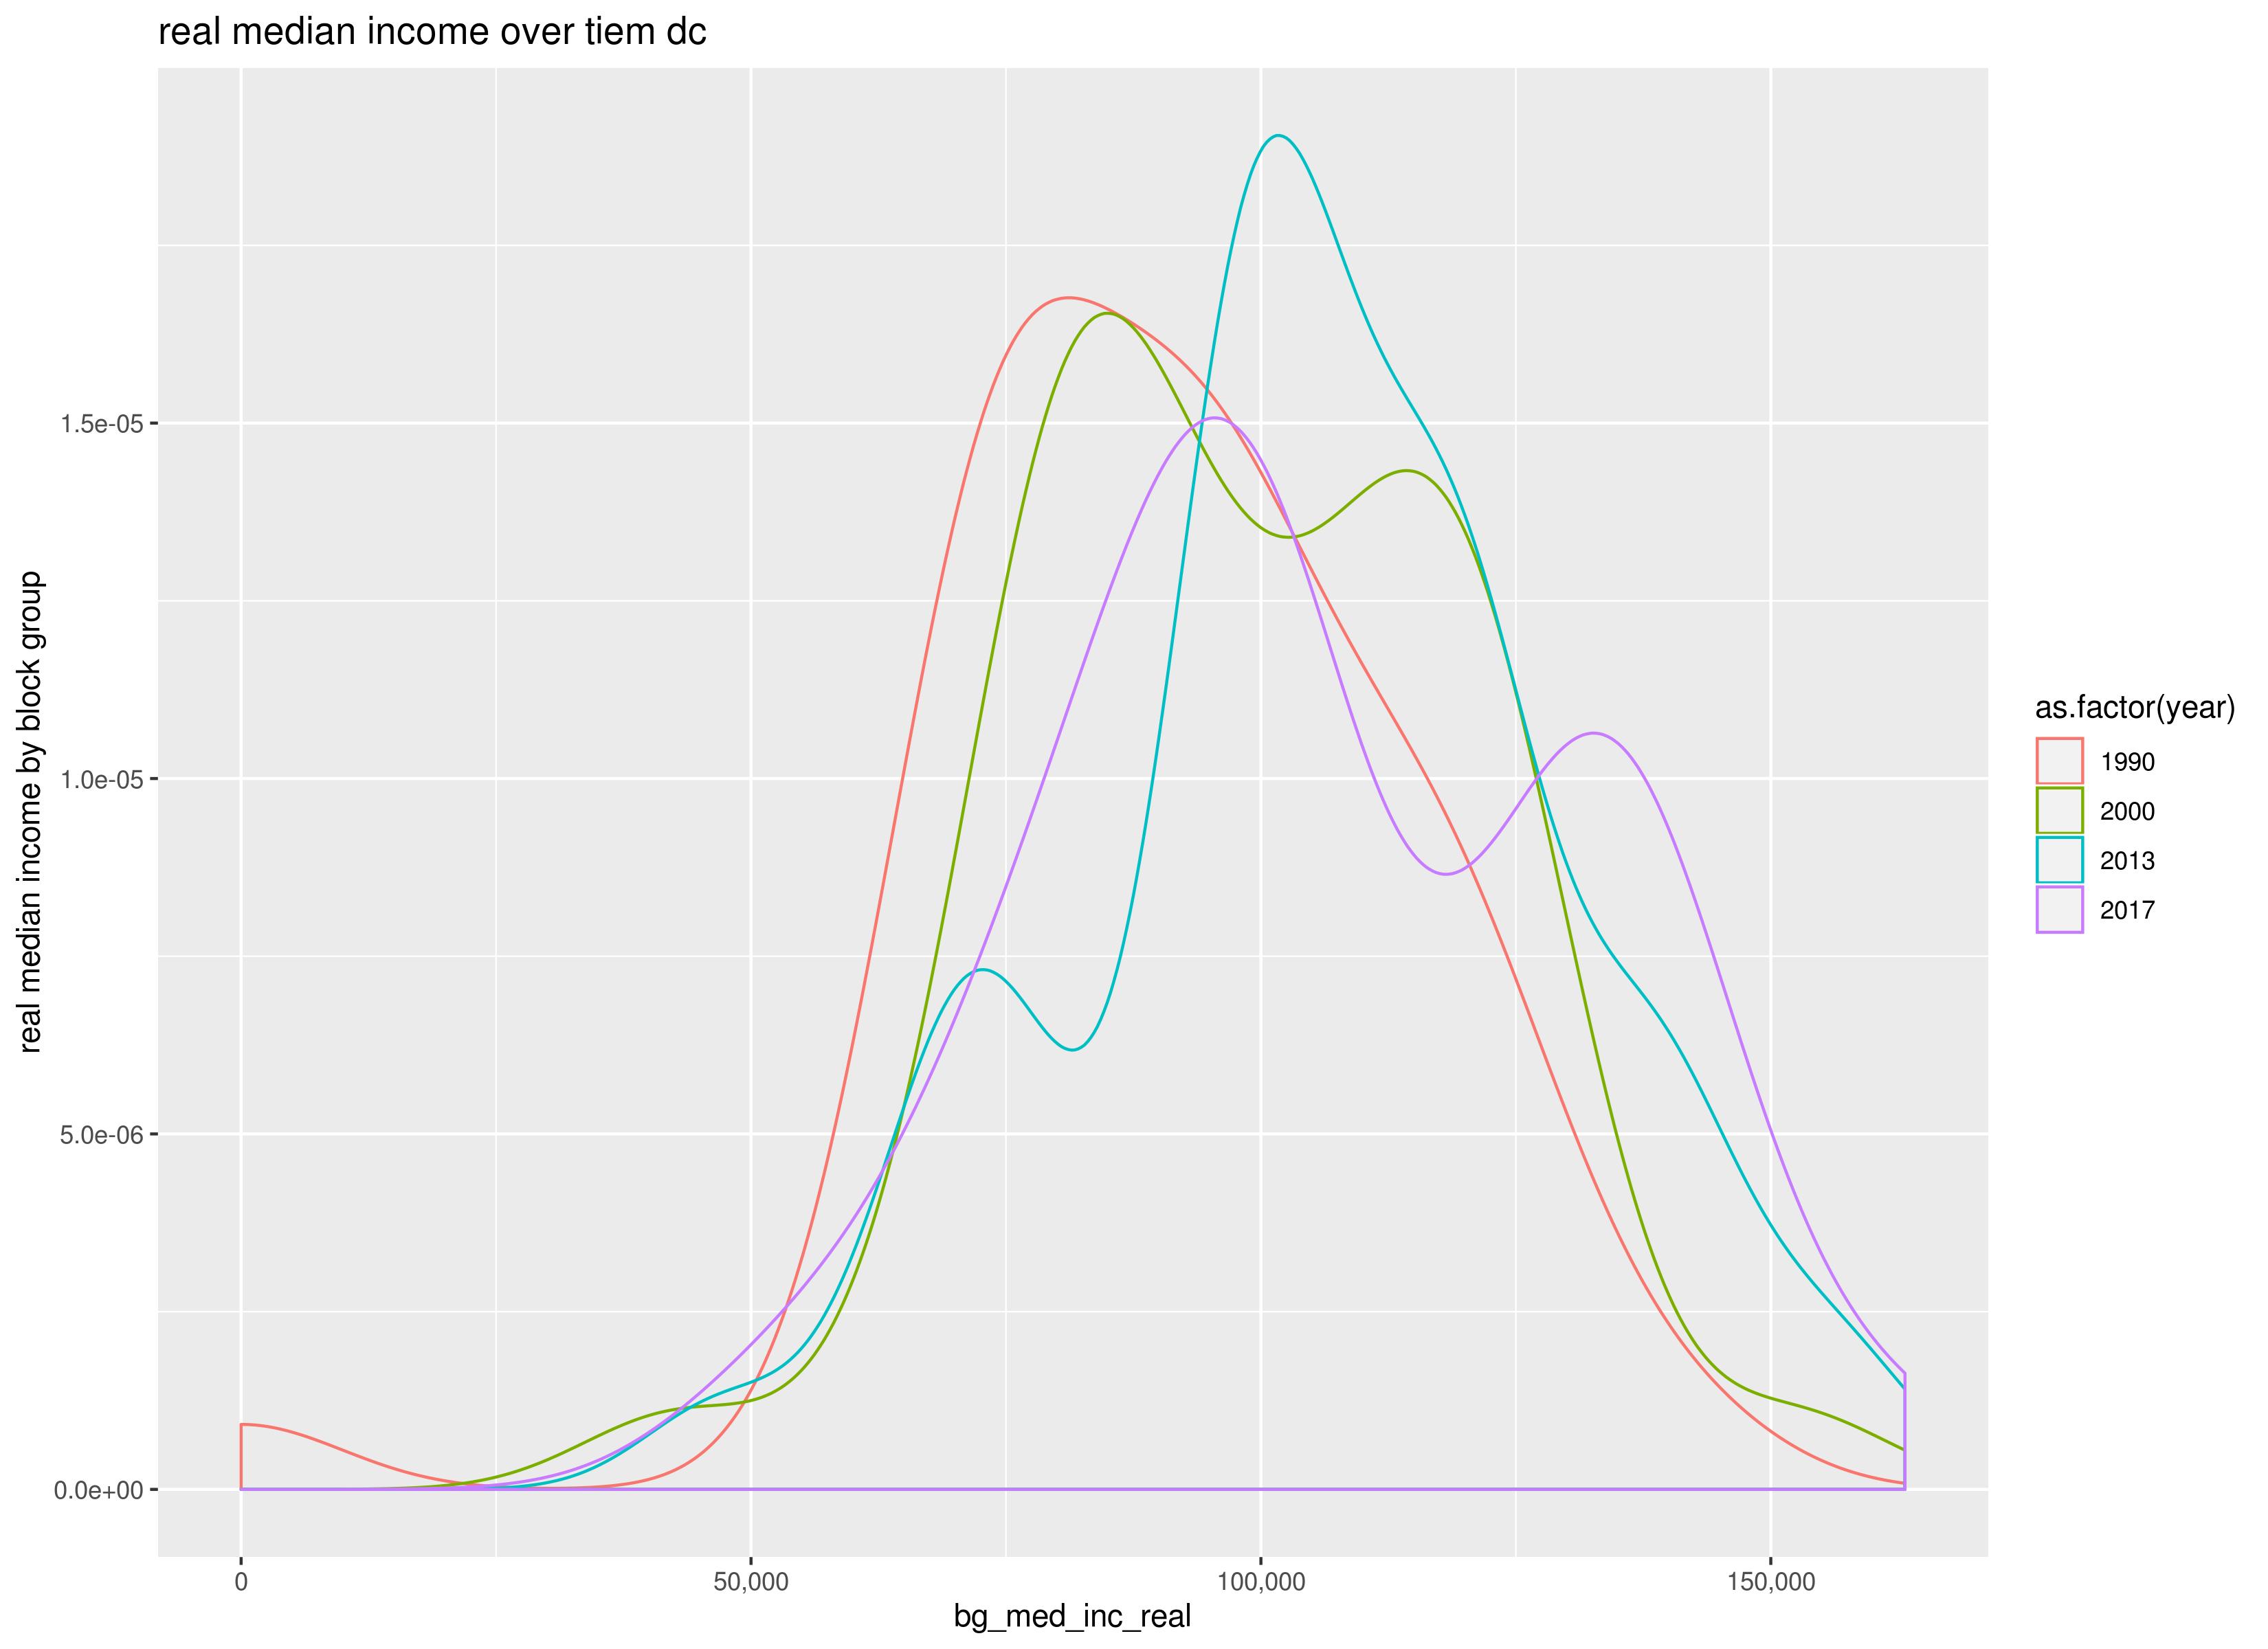 real median income over tiem dc
real median income by block group
1.5e-05
1.0e-05
5.0e-06
0.0e+00
0
50,000
100,000
150,000
bg_med_inc_real
as.factor(year)
1990
2000
2013
2017